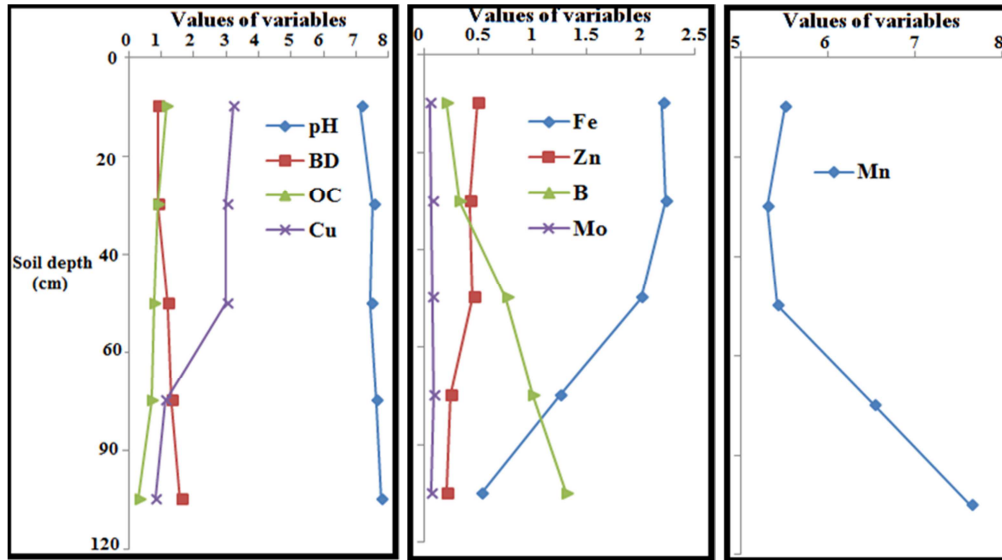 Values of variables
0 1 2 3 4 5 6 7 8
0
20
40
Soil depth
(cm)
60
90
120
pH
BD
OC
Cu
Values of variables
0 0.5 1 1.5 2 2.5
Fe
Zn
B
Mo
Values of variables
5 6 7 8
Mn